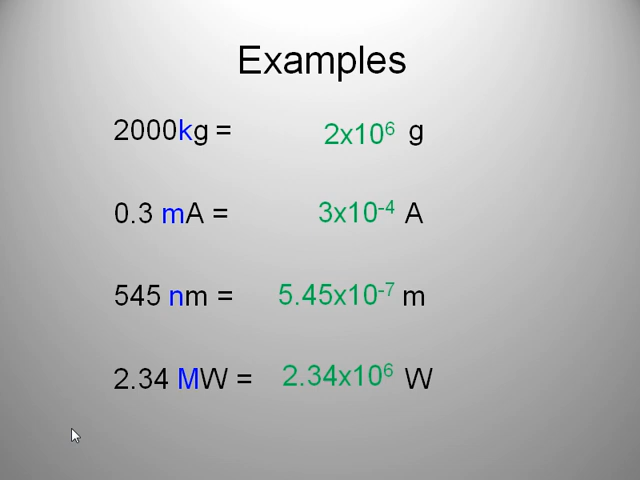 Examples
2000kg = 2x10⁶ g
0.3 mA = 3x10⁻⁴ A
545 nm = 5.45x10⁻⁷ m
2.34 MW = 2.34x10⁶ W